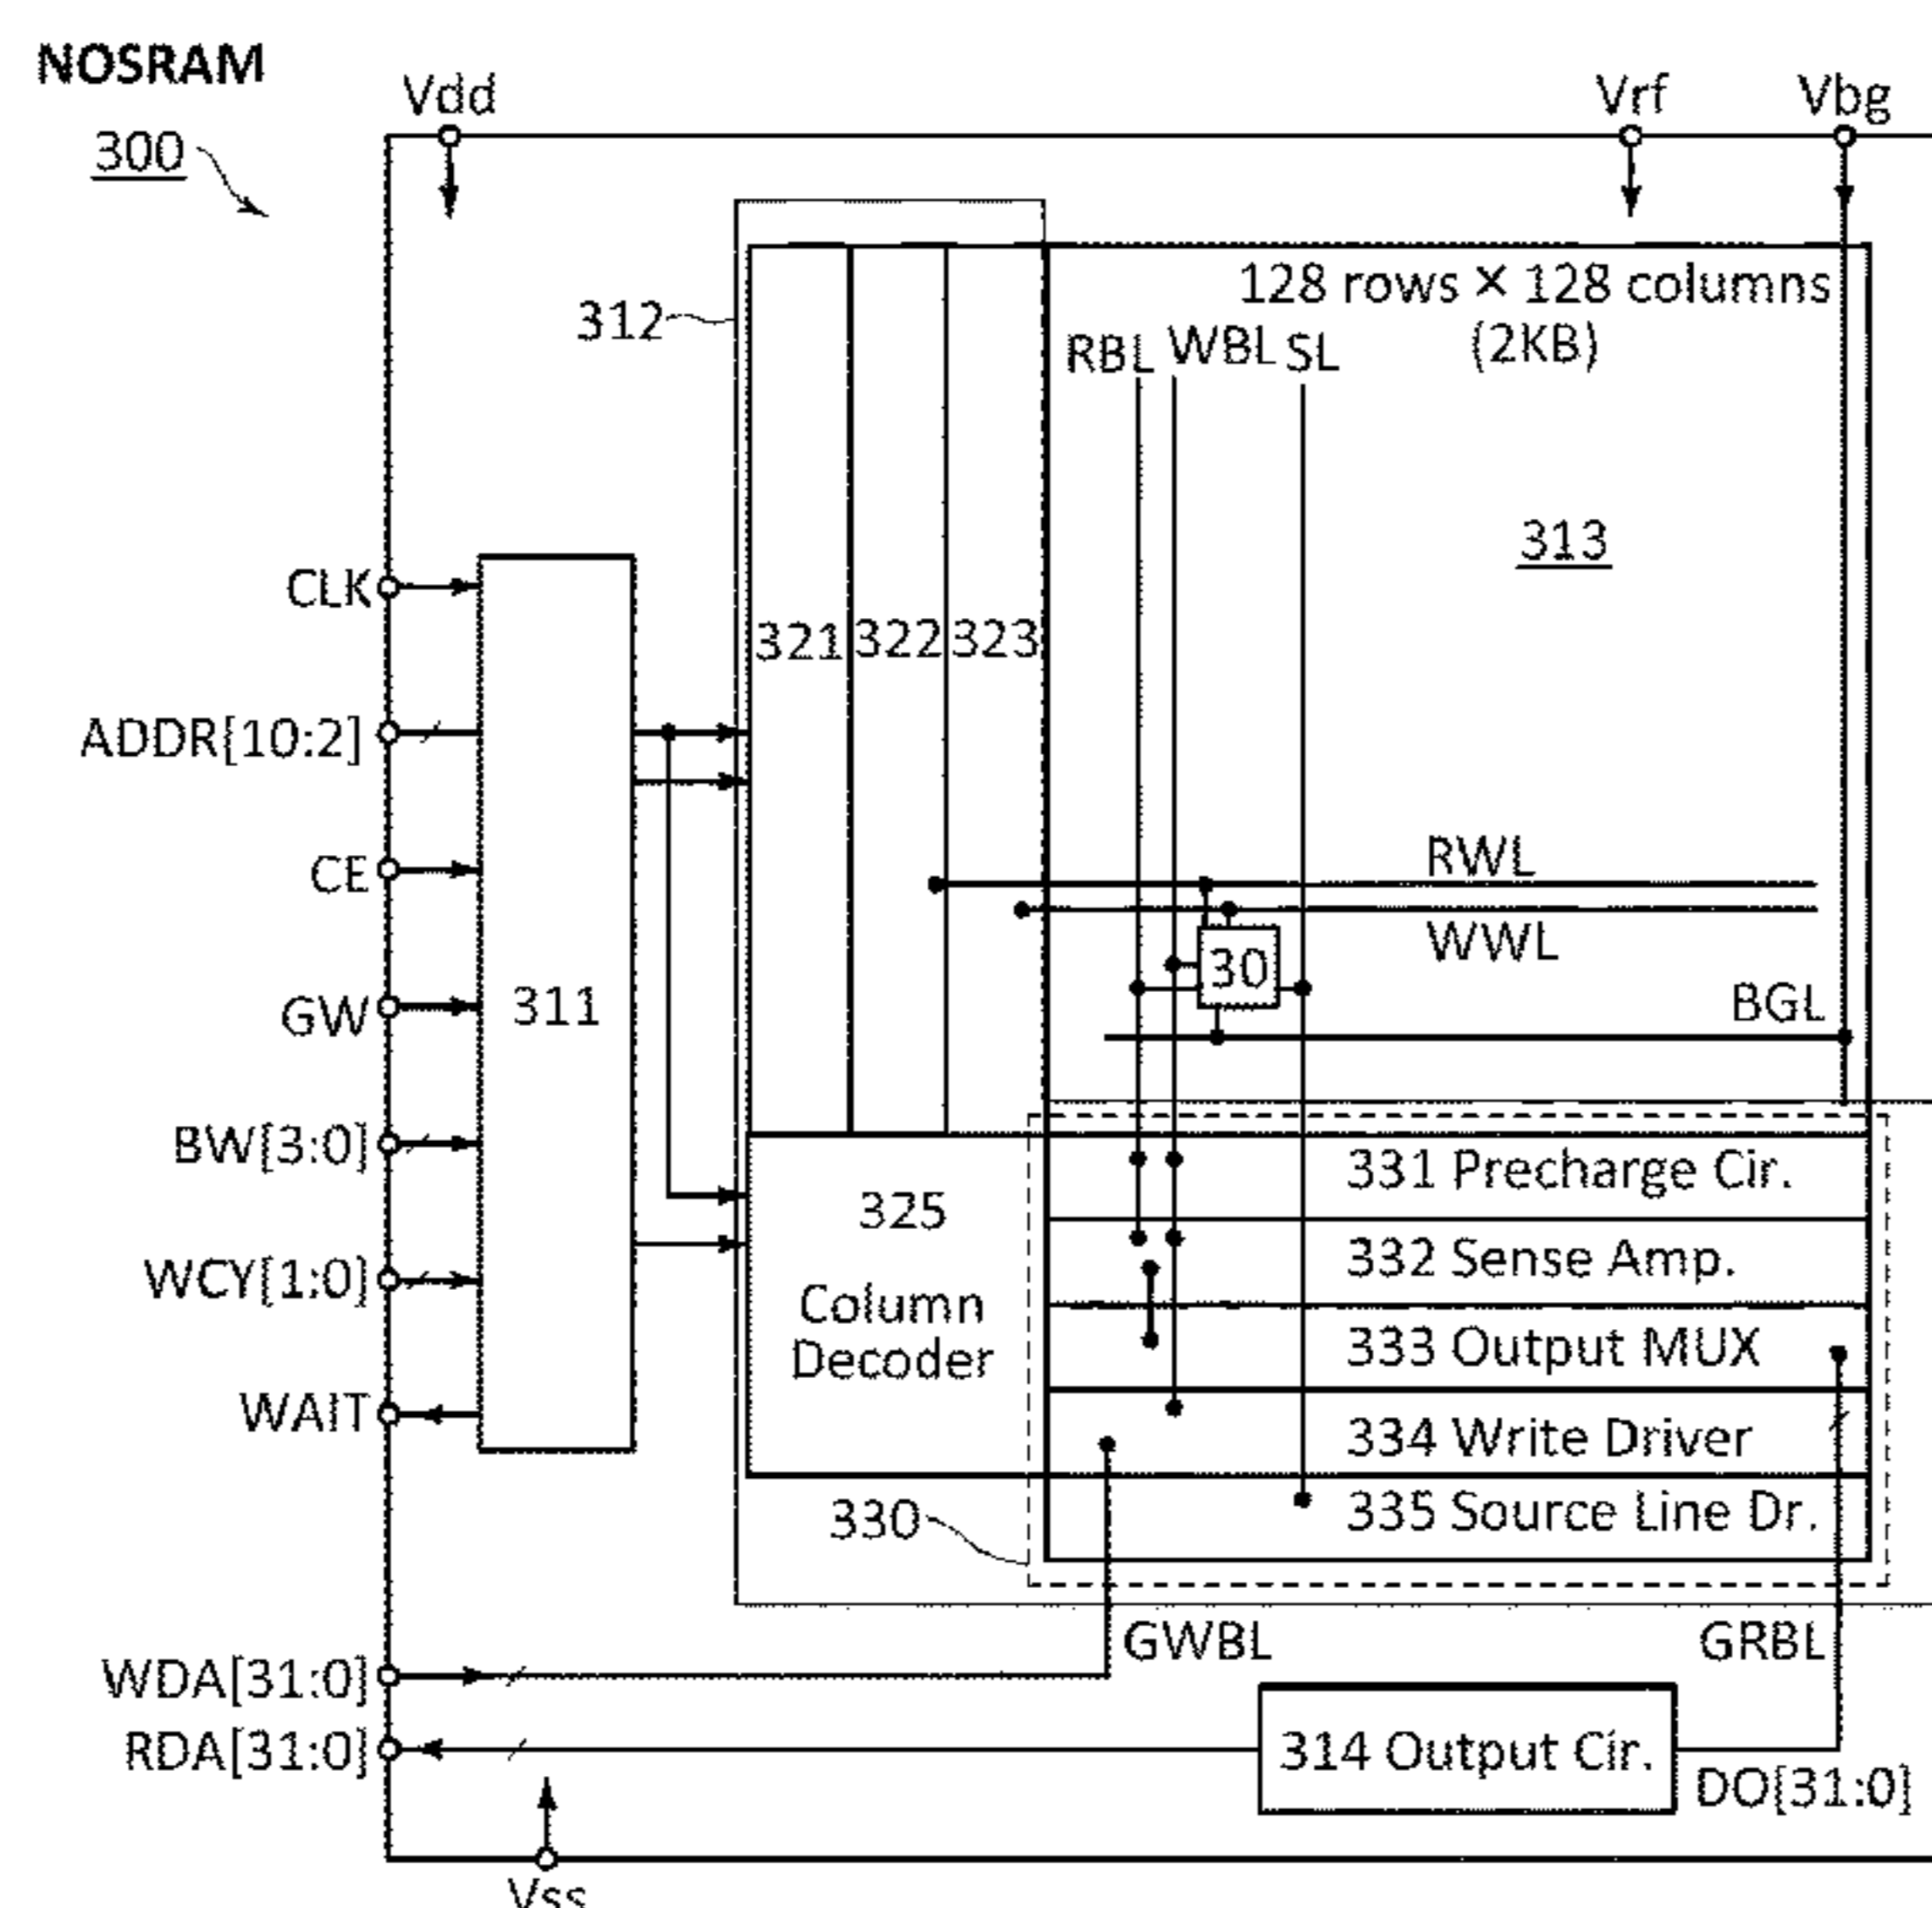 NOSRAM
300
Vdd
Vrf
Vbg
128 rows × 128 columns
(2KB)
312
RBL
WBL
SL
313
CLK
321
322
323
ADDR[10:2]
CE
RWL
WWL
30
GW
311
BGL
BW[3:0]
331 Precharge Cir.
325
WCY[1:0]
332 Sense Amp.
Column
Decoder
333 Output MUX
WAIT
334 Write Driver
330
335 Source Line Dr.
GWBL
GRBL
WDA[31:0]
RDA[31:0]
314 Output Cir.
DO[31:0]
Vss